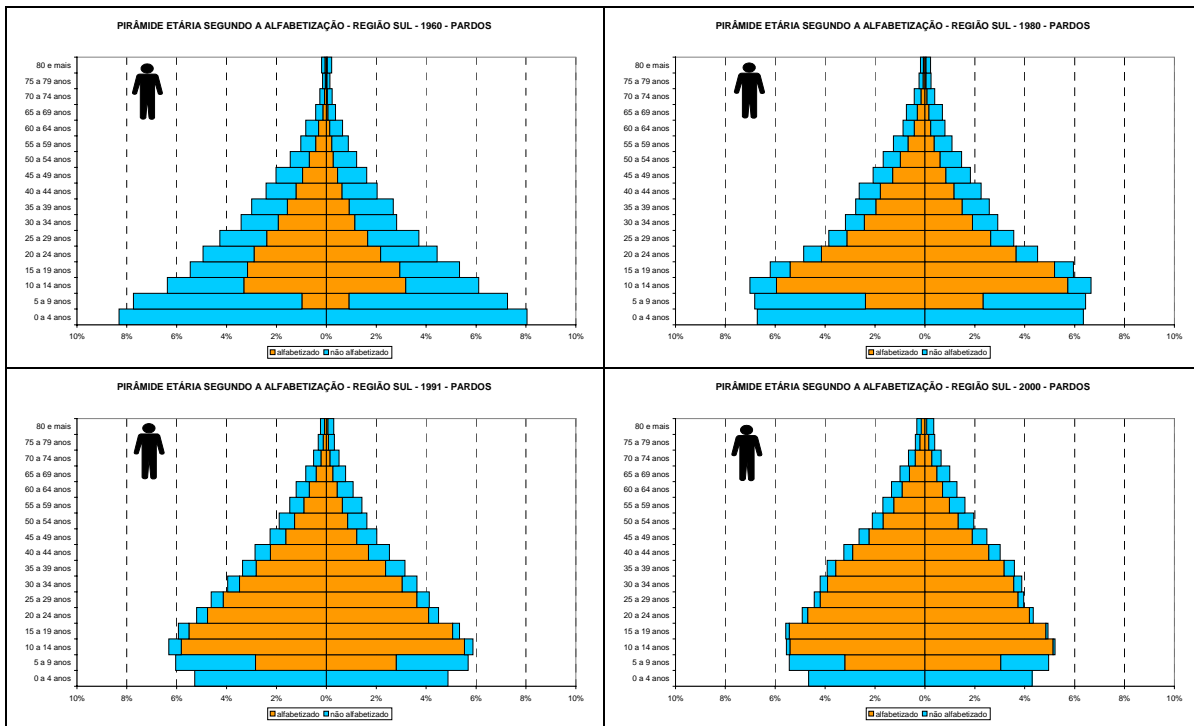 PIRÂMIDE ETÁRIA SEGUNDO A ALFABETIZAÇÃO - REGIÃO SUL - 1960 - PARDOS
80 e mais
75 a 79 anos
70 a 74 anos
65 a 69 anos
60 a 64 anos
55 a 59 anos
50 a 54 anos
45 a 49 anos
40 a 44 anos
35 a 39 anos
30 a 34 anos
25 a 29 anos
20 a 24 anos
15 a 19 anos
10 a 14 anos
5 a 9 anos
0 a 4 anos
10% 8% 6% 4% 2% 0% 2% 4% 6% 8% 10%
alfabetizado não alfabetizado
PIRÂMIDE ETÁRIA SEGUNDO A ALFABETIZAÇÃO - REGIÃO SUL - 1980 - PARDOS
80 e mais
75 a 79 anos
70 a 74 anos
65 a 69 anos
60 a 64 anos
55 a 59 anos
50 a 54 anos
45 a 49 anos
40 a 44 anos
35 a 39 anos
30 a 34 anos
25 a 29 anos
20 a 24 anos
15 a 19 anos
10 a 14 anos
5 a 9 anos
0 a 4 anos
10% 8% 6% 4% 2% 0% 2% 4% 6% 8% 10%
alfabetizado não alfabetizado
PIRÂMIDE ETÁRIA SEGUNDO A ALFABETIZAÇÃO - REGIÃO SUL - 1991 - PARDOS
80 e mais
75 a 79 anos
70 a 74 anos
65 a 69 anos
60 a 64 anos
55 a 59 anos
50 a 54 anos
45 a 49 anos
40 a 44 anos
35 a 39 anos
30 a 34 anos
25 a 29 anos
20 a 24 anos
15 a 19 anos
10 a 14 anos
5 a 9 anos
0 a 4 anos
10% 8% 6% 4% 2% 0% 2% 4% 6% 8% 10%
alfabetizado não alfabetizado
PIRÂMIDE ETÁRIA SEGUNDO A ALFABETIZAÇÃO - REGIÃO SUL - 2000 - PARDOS
80 e mais
75 a 79 anos
70 a 74 anos
65 a 69 anos
60 a 64 anos
55 a 59 anos
50 a 54 anos
45 a 49 anos
40 a 44 anos
35 a 39 anos
30 a 34 anos
25 a 29 anos
20 a 24 anos
15 a 19 anos
10 a 14 anos
5 a 9 anos
0 a 4 anos
10% 8% 6% 4% 2% 0% 2% 4% 6% 8% 10%
alfabetizado não alfabetizado